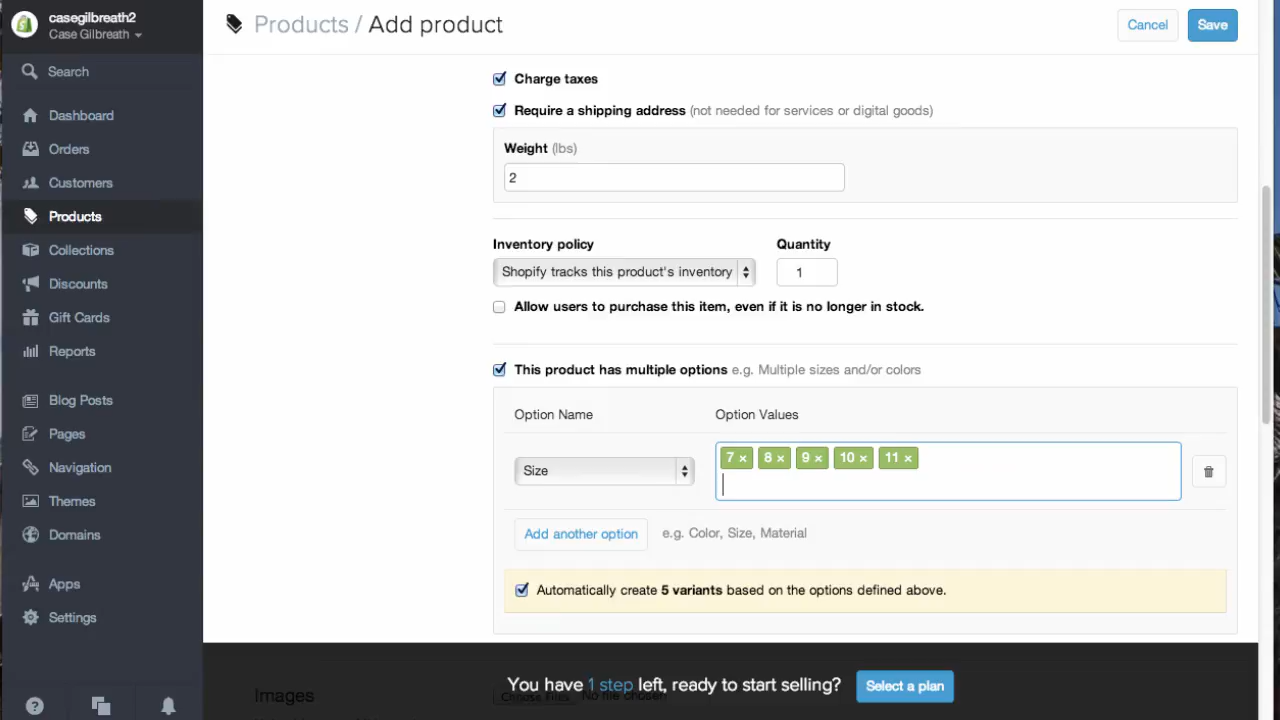 casegilbreath2
Case Gilbreath
Search
Dashboard
Orders
Customers
Products
Collections
Discounts
Gift Cards
Reports
Blog Posts
Pages
Navigation
Themes
Domains
Apps
Settings
Products / Add product
Cancel
Save
Charge taxes
Require a shipping address (not needed for services or digital goods)
Weight (lbs)
2
Inventory policy
Quantity
Shopify tracks this product's inventory
1
Allow users to purchase this item, even if it is no longer in stock.
This product has multiple options e.g. Multiple sizes and/or colors
Option Name
Option Values
Size
7 × 8 × 9 × 10 × 11 ×
Add another option
e.g. Color, Size, Material
Automatically create 5 variants based on the options defined above.
You have 1 step left, ready to start selling?
Select a plan
Images
Choose Files
No file chosen